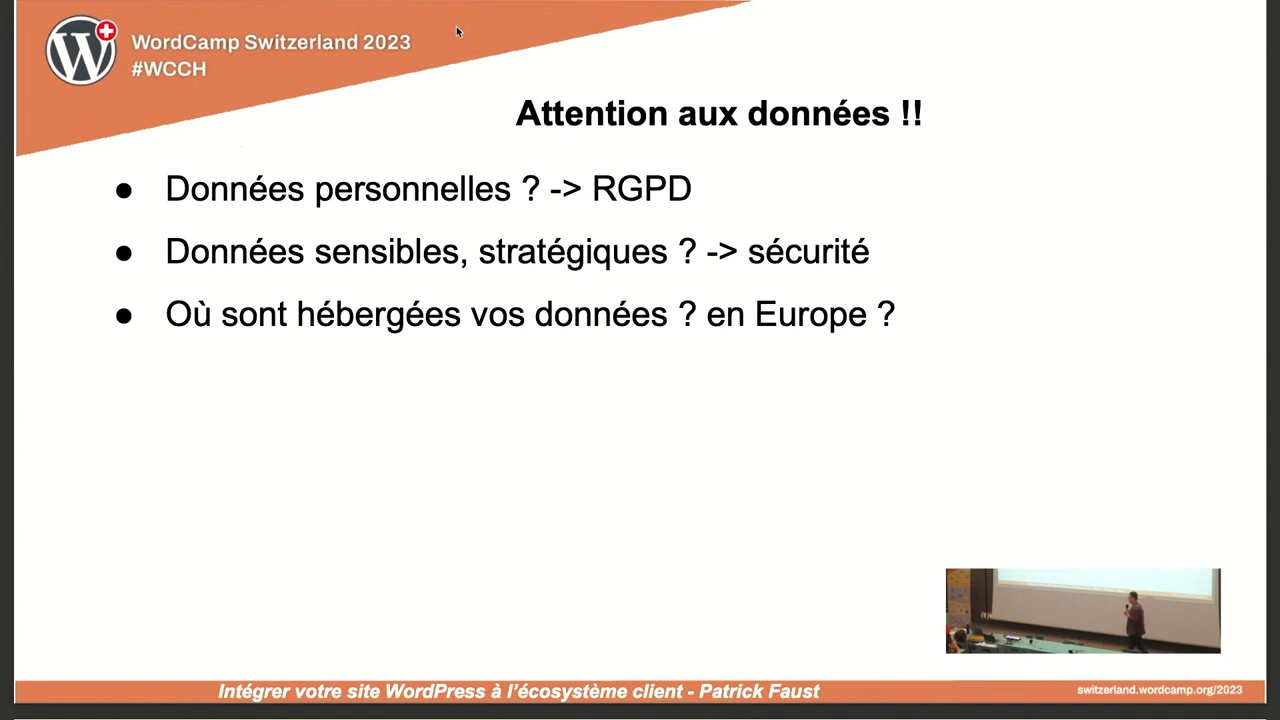 WordCamp Switzerland 2023
#WCCH
Attention aux données !!
● Données personnelles ? -> RGPD
● Données sensibles, stratégiques ? -> sécurité
● Où sont hébergées vos données ? en Europe ?
Intégrer votre site WordPress à l'écosystème client - Patrick Faust
switzerland.wordcamp.org/2023